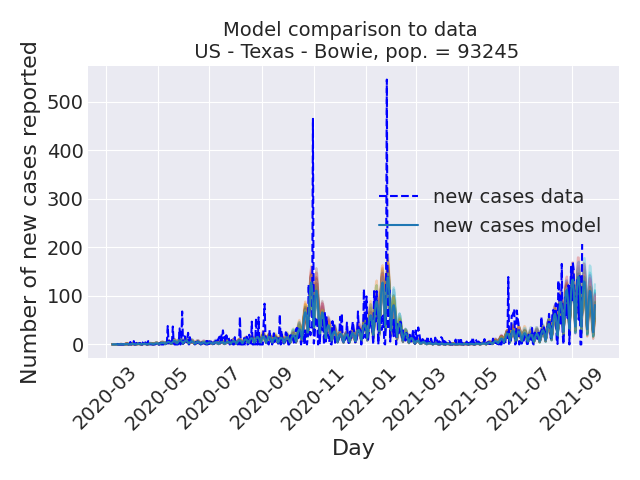 Model comparison to data
US - Texas - Bowie, pop. = 93245
Number of new cases reported
500
400
300
200
100
0
new cases data
new cases model
2020-03
2020-05
2020-07
2020-09
2020-11
2021-01
2021-03
2021-05
2021-07
2021-09
Day